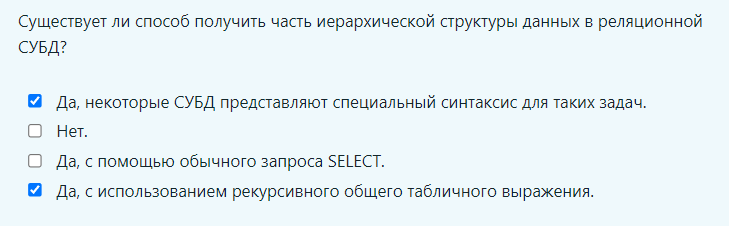 Существует ли способ получить часть иерархической структуры данных в реляционной
СУБД?
Да, некоторые СУБД представляют специальный синтаксис для таких задач.
Нет.
Да, с помощью обычного запроса SELECT.
Да, с использованием рекурсивного общего табличного выражения.